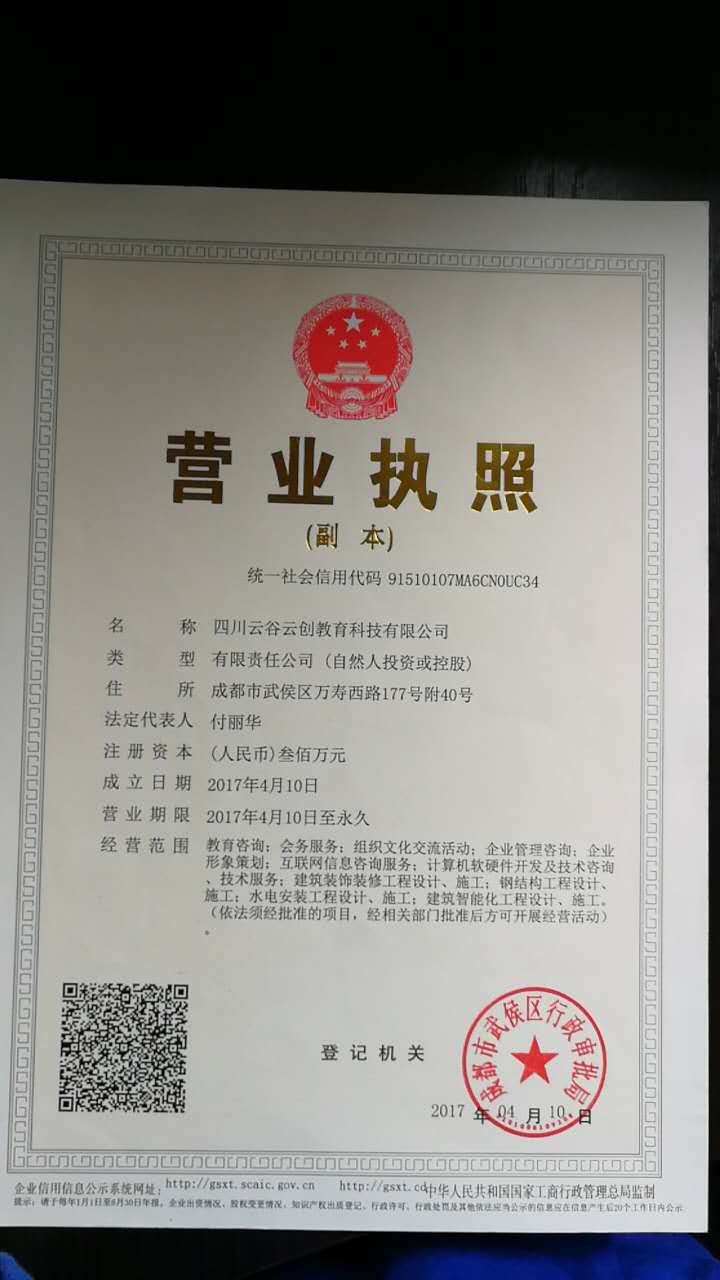 营业执照
(副 本)
统一社会信用代码 91510107MA6CN0UC34
名 称 四川云谷云创教育科技有限公司
类 型 有限责任公司 (自然人投资或控股)
住 所 成都市武侯区万寿西路177号附40号
法定代表人 付丽华
注 册 资 本 (人民币)叁佰万元
成 立 日 期 2017年4月10日
营 业 期 限 2017年4月10日至永久
经 营 范 围 教育咨询；会务服务；组织文化交流活动；企业管理咨询；企业
形象策划；互联网信息咨询服务；计算机软硬件开发及技术咨询
、技术服务；建筑装饰装修工程设计、施工；钢结构工程设计、
施工；水电安装工程设计、施工；建筑智能化工程设计、施工。
（依法须经批准的项目，经相关部门批准后方可开展经营活动）
。
登 记 机 关
成都市武侯区行政审批局
2017 年 04 月 10 日
企业信用信息公示系统网址：http://gsxt.scaic.gov.cn http://gsxt.cd 中华人民共和国国家工商行政管理总局监制
提示：请于每年1月1日至6月30日年报。企业出资情况、股权变更情况、知识产权出质登记、行政许可、行政处罚及其他依法应当公示的信息应在信息产生后20个工作日内公示